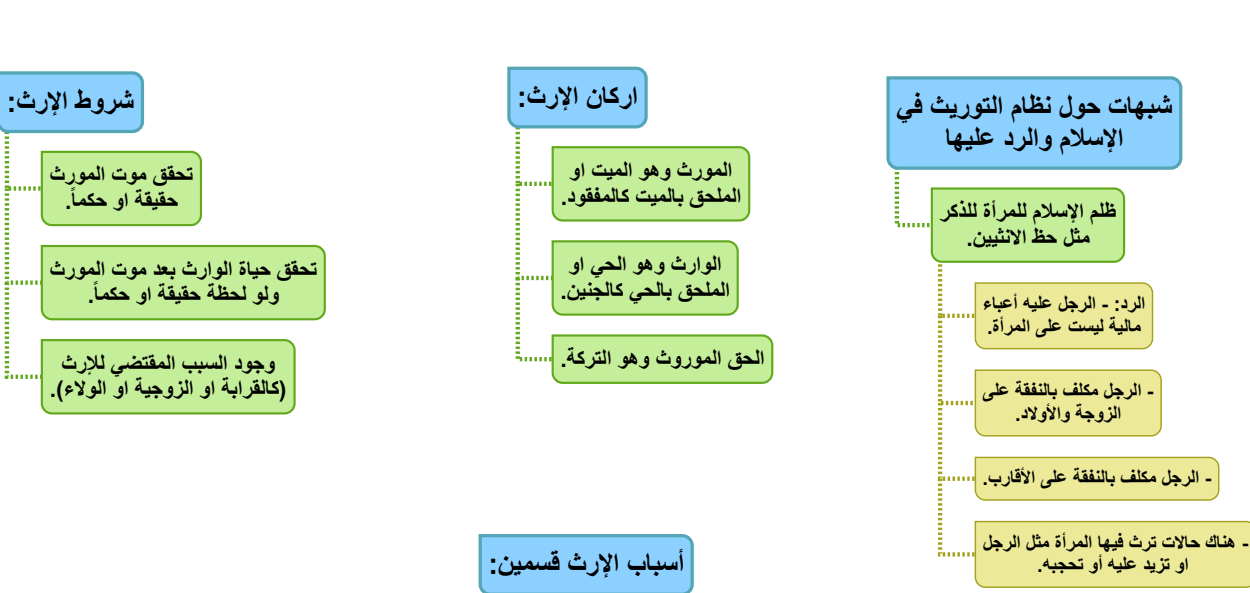 شبهات حول نظام التوريث في
الإسلام والرد عليها
ظلم الإسلام للمرأة للذكر
مثل حظ الانثيين.
الرد: - الرجل عليه أعباء
مالية ليست على المرأة.
- الرجل مكلف بالنفقة على
الزوجة والأولاد.
- الرجل مكلف بالنفقة على الأقارب.
- هناك حالات ترث فيها المرأة مثل الرجل
او تزيد عليه أو تحجبه.
اركان الإرث:
المورث وهو الميت او
الملحق بالميت كالمفقود.
الوارث وهو الحي او
الملحق بالحي كالجنين.
الحق الموروث وهو التركة.
شروط الإرث:
تحقق موت المورث
حقيقة او حكماً.
تحقق حياة الوارث بعد موت المورث
ولو لحظة حقيقة او حكماً.
وجود السبب المقتضي للإرث
(كالقرابة او الزوجية او الولاء).
أسباب الإرث قسمين: